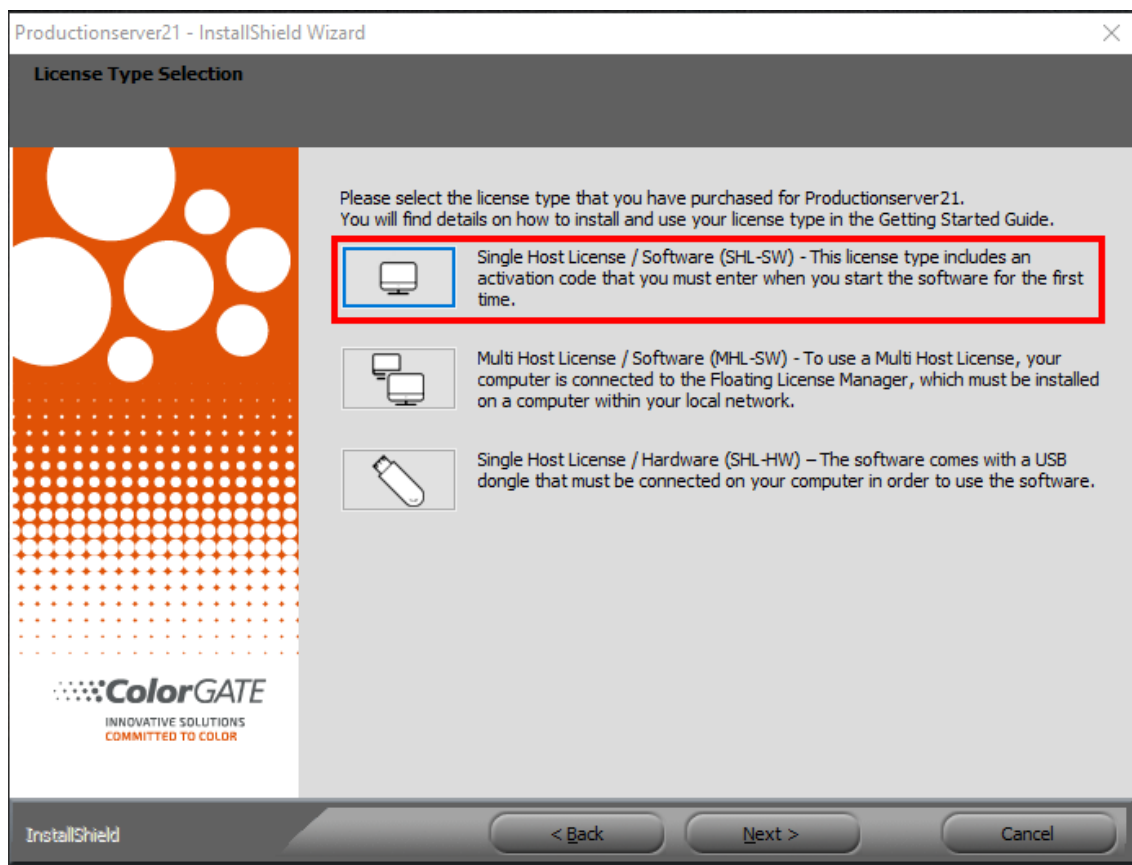 Productionserver21 - InstallShield Wizard
License Type Selection
Please select the license type that you have purchased for Productionserver21.
You will find details on how to install and use your license type in the Getting Started Guide.
Single Host License / Software (SHL-SW) - This license type includes an
activation code that you must enter when you start the software for the first
time.
Multi Host License / Software (MHL-SW) - To use a Multi Host License, your
computer is connected to the Floating License Manager, which must be installed
on a computer within your local network.
Single Host License / Hardware (SHL-HW) – The software comes with a USB
dongle that must be connected on your computer in order to use the software.
ColorGATE
INNOVATIVE SOLUTIONS
COMMITTED TO COLOR
InstallShield
< Back
Next >
Cancel